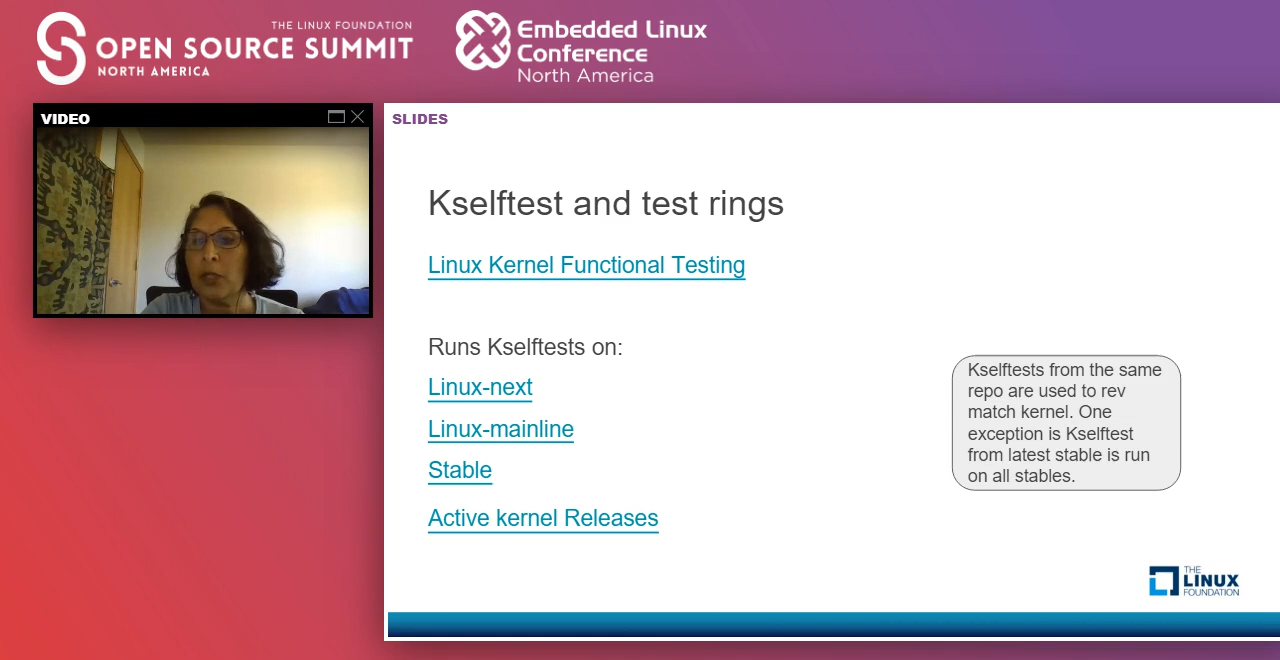 THE LINUX FOUNDATION
OPEN SOURCE SUMMIT
NORTH AMERICA
Embedded Linux
Conference
North America
VIDEO
SLIDES
Kselftest and test rings
Linux Kernel Functional Testing
Runs Kselftests on:
Linux-next
Linux-mainline
Stable
Active kernel Releases
Kselftests from the same
repo are used to rev
match kernel. One
exception is Kselftest
from latest stable is run
on all stables.
THE
LINUX
FOUNDATION